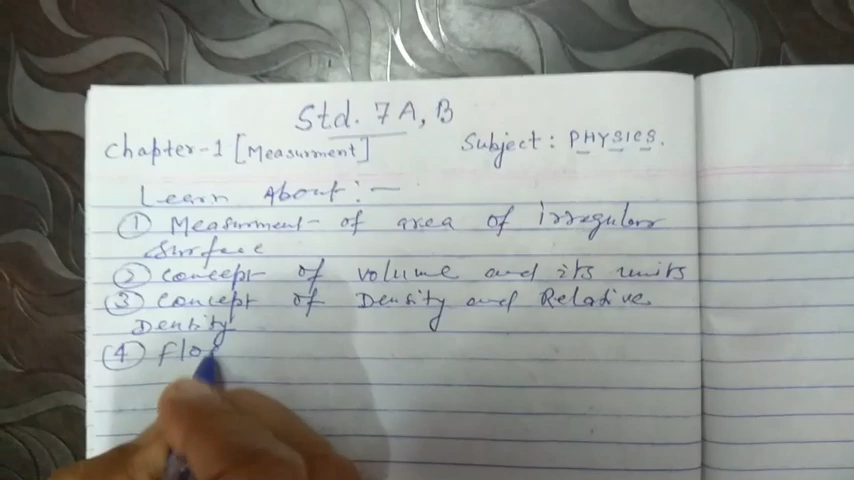 Std. 7 A, B
Chapter-1 [Measurment] Subject : PHYSICS.
Learn About :-
① Measurment of area of irregular
Surface
② Concept of volume and its units
③ Concept of Density and Relative
Density
④ flo